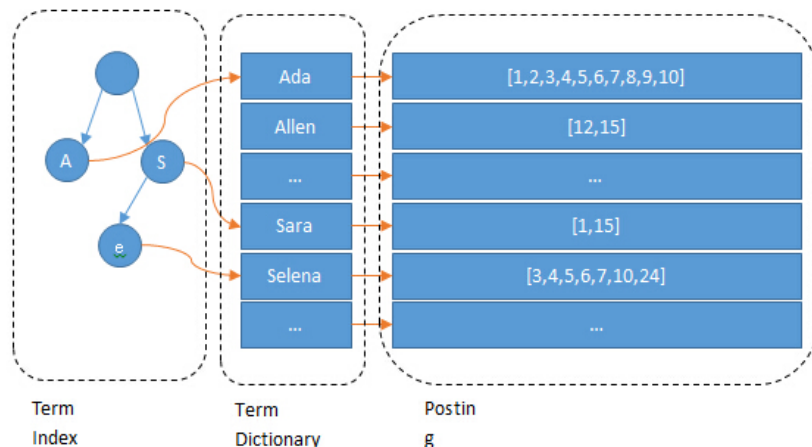 Ada
[1,2,3,4,5,6,7,8,9,10]
Allen
[12,15]
A
S
...
...
Sara
[1,15]
e
Selena
[3,4,5,6,7,10,24]
...
...
Term
Index
Term
Dictionary
Postin
g